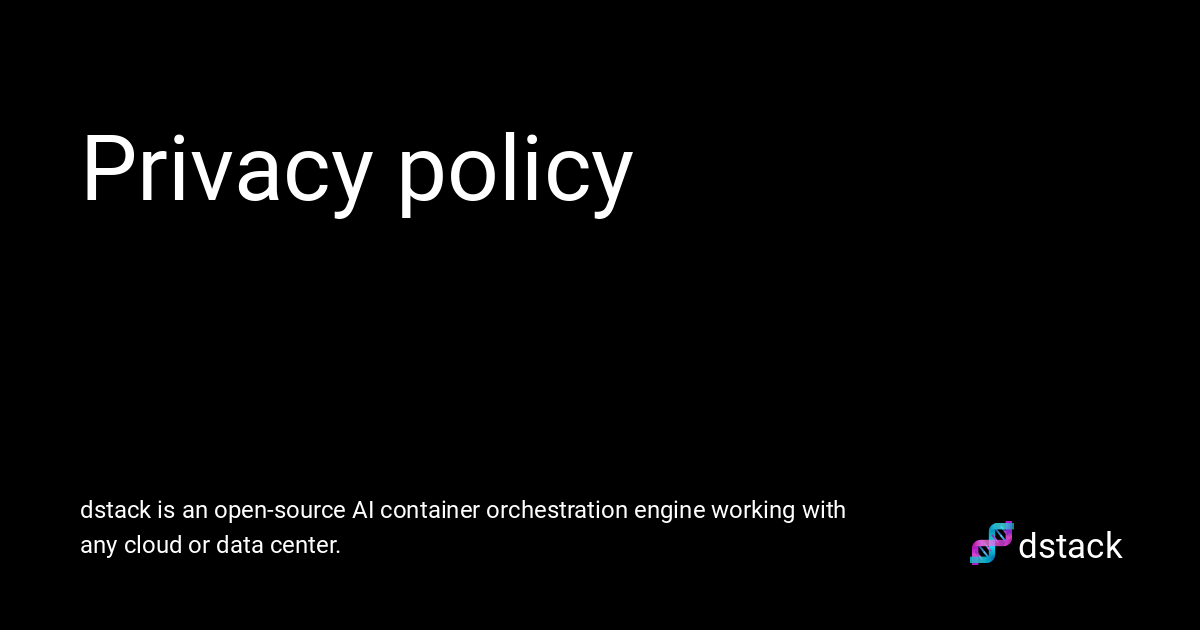 Privacy policy
dstack is an open-source AI container orchestration engine working with
any cloud or data center.
dstack